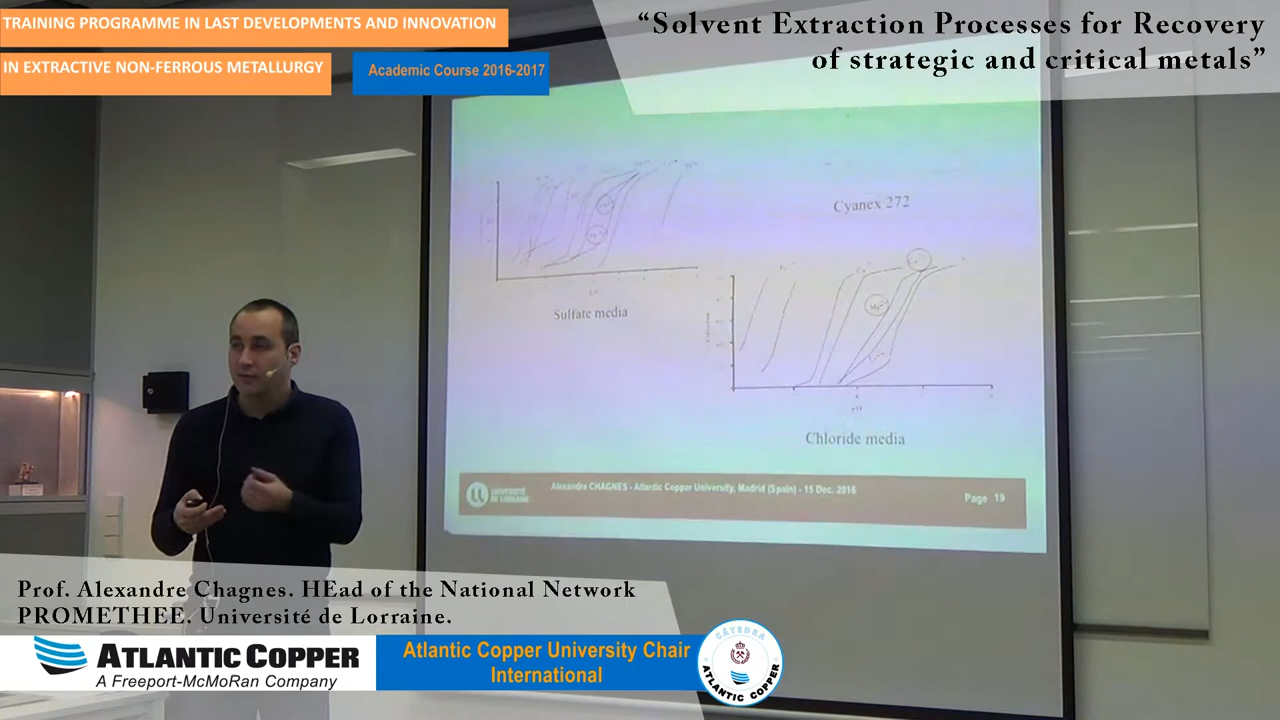 TRAINING PROGRAMME IN LAST DEVELOPMENTS AND INNOVATION
IN EXTRACTIVE NON-FERROUS METALLURGY
Academic Course 2016-2017
“Solvent Extraction Processes for Recovery
of strategic and critical metals”
Cyanex 272
Sulfate media
Chloride media
UNIVERSITÉ
DE LORRAINE
Alexandre CHAGNES - Atlantic Copper University, Madrid (Spain) - 15 Dec. 2016
Page 19
Prof. Alexandre Chagnes. HEad of the National Network
PROMETHEE. Université de Lorraine.
ATLANTIC COPPER
A Freeport-McMoRan Company
Atlantic Copper University Chair
International
CÁTEDRA
ATLANTIC COPPER